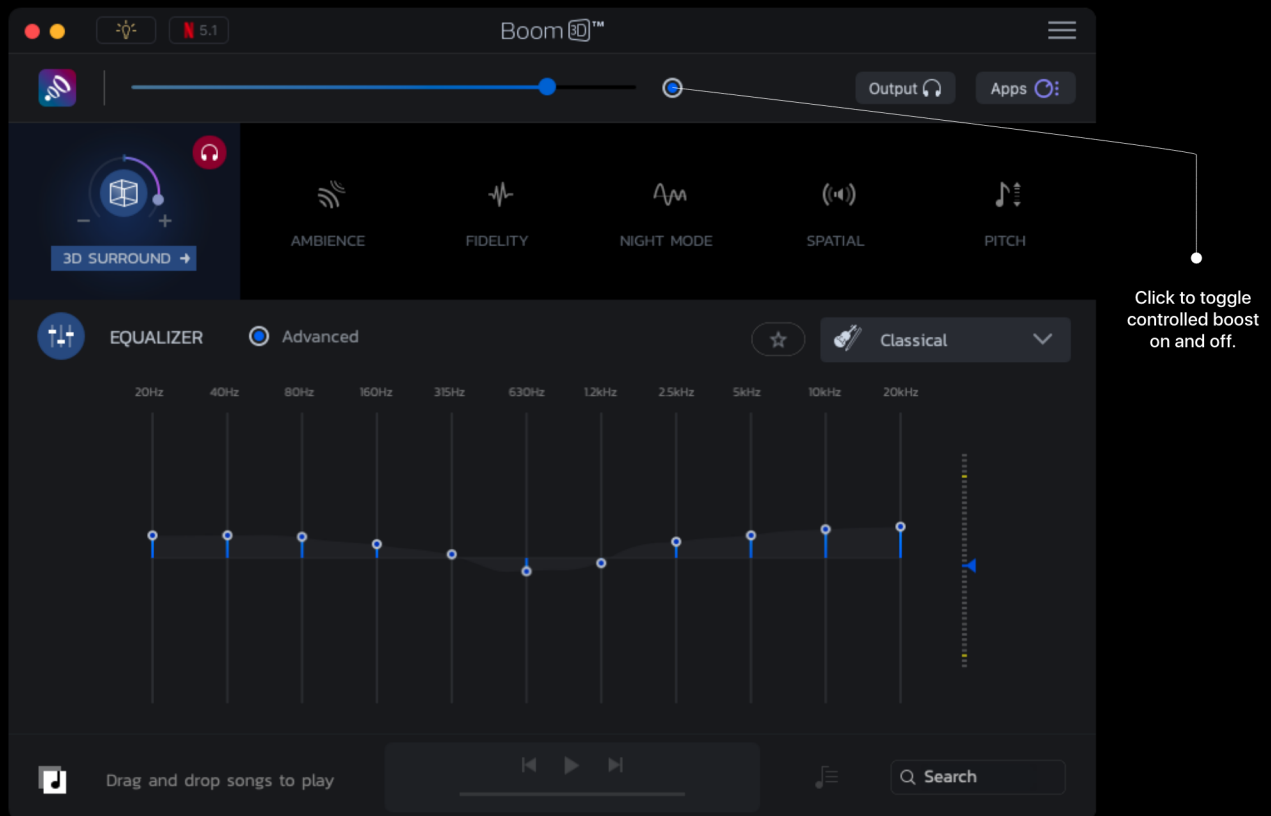 N 5.1
Boom 3D™
Output
Apps
3D SURROUND
AMBIENCE
FIDELITY
NIGHT MODE
SPATIAL
PITCH
Click to toggle
controlled boost
on and off.
EQUALIZER
Advanced
Classical
20Hz 40Hz 80Hz 160Hz 315Hz 630Hz 1.2kHz 2.5kHz 5kHz 10kHz 20kHz
Drag and drop songs to play
Search